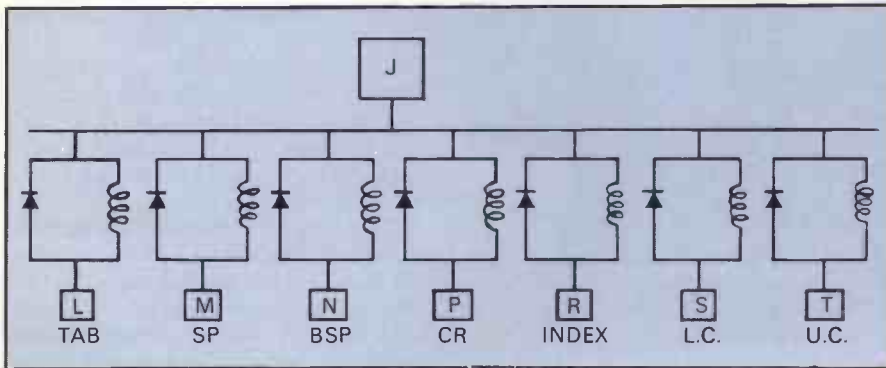 J
L M N P R S T
TAB SP BSP CR INDEX L.C. U.C.